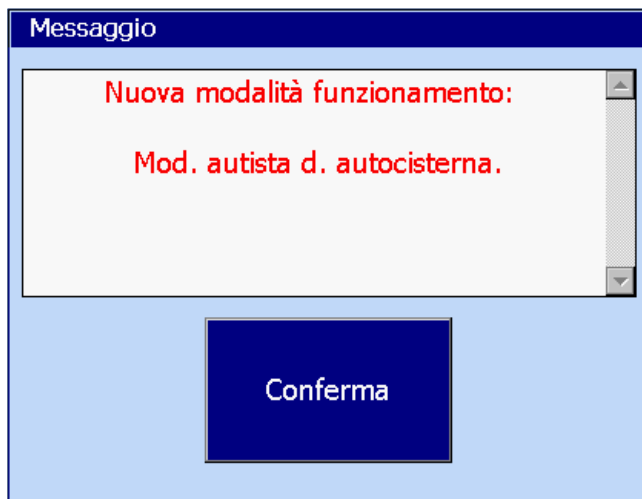 Messaggio
Nuova modalità funzionamento:
Mod. autista d. autocisterna.
Conferma